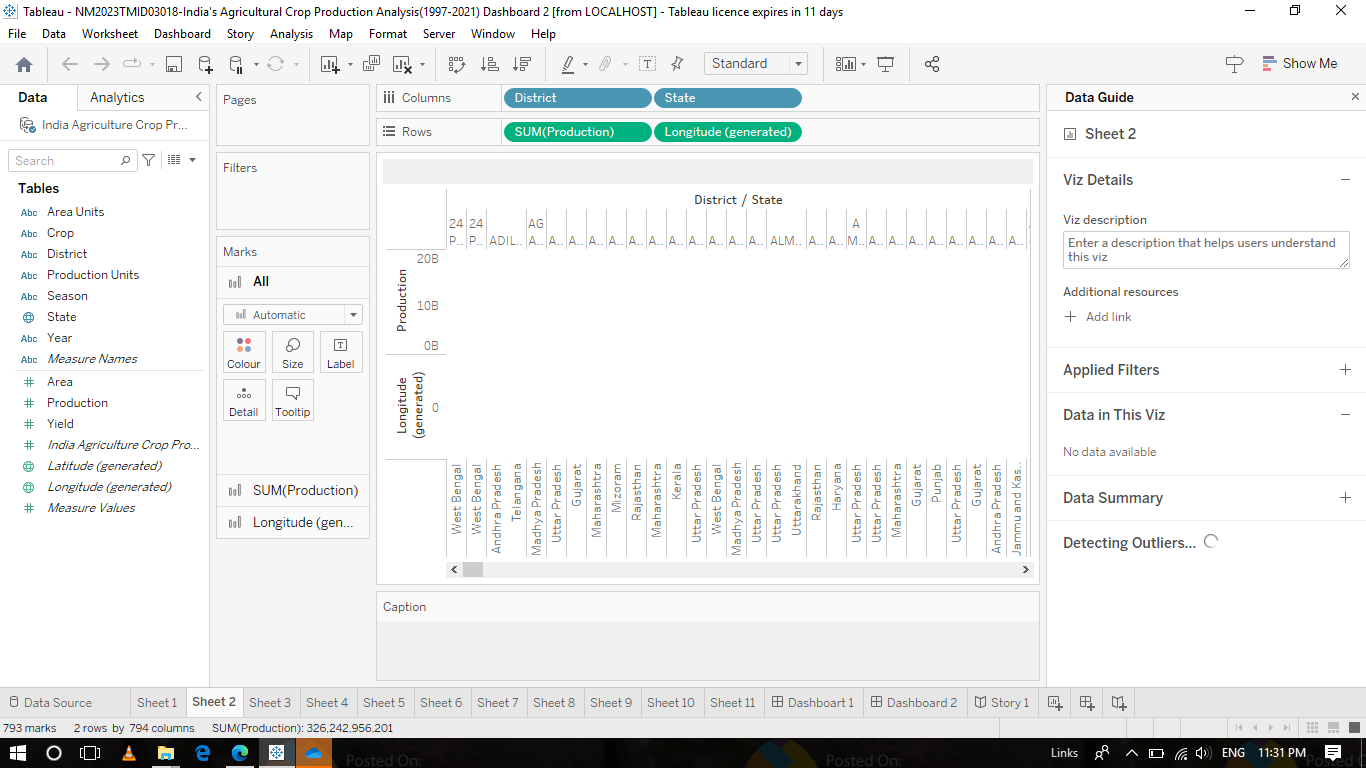 Tableau - NM2023TMID03018-India's Agricultural Crop Production Analysis(1997-2021) Dashboard 2 [from LOCALHOST] - Tableau licence expires in 11 days
File Data Worksheet Dashboard Story Analysis Map Format Server Window Help
Standard
Show Me
Data Analytics
India Agriculture Crop Pr...
Search
Tables
Abc Area Units
Abc Crop
Abc District
Abc Production Units
Abc Season
State
Abc Year
Abc Measure Names
# Area
# Production
# Yield
# India Agriculture Crop Pro...
Latitude (generated)
Longitude (generated)
# Measure Values
Pages
Filters
Marks
All
Automatic
Colour Size Label
Detail Tooltip
SUM(Production)
Longitude (gen...
Columns District State
Rows SUM(Production) Longitude (generated)
District / State
24 24 AG A
P.. P.. ADIL.. A.. A.. A.. A.. A.. A.. A.. A.. A.. A.. A.. ALM.. A.. A.. M.. A.. A.. A.. A.. A.. A.. A.. A..
20B
Production
10B
0B
Longitude (generated)
0
West Bengal
West Bengal
Andhra Pradesh
Telangana
Madhya Pradesh
Uttar Pradesh
Gujarat
Maharashtra
Mizoram
Rajasthan
Maharashtra
Kerala
Uttar Pradesh
West Bengal
Madhya Pradesh
Uttar Pradesh
Uttar Pradesh
Uttarakhand
Rajasthan
Haryana
Uttar Pradesh
Uttar Pradesh
Maharashtra
Gujarat
Punjab
Uttar Pradesh
Gujarat
Andhra Pradesh
Jammu and Kas..
Caption
Data Guide
Sheet 2
Viz Details
Viz description
Enter a description that helps users understand
this viz
Additional resources
Add link
Applied Filters
Data in This Viz
No data available
Data Summary
Detecting Outliers...
Data Source Sheet 1 Sheet 2 Sheet 3 Sheet 4 Sheet 5 Sheet 6 Sheet 7 Sheet 8 Sheet 9 Sheet 10 Sheet 11 Dashboart 1 Dashboard 2 Story 1
793 marks 2 rows by 794 columns SUM(Production): 326,242,956,201
Links ENG 11:31 PM
Posted On: Posted On: